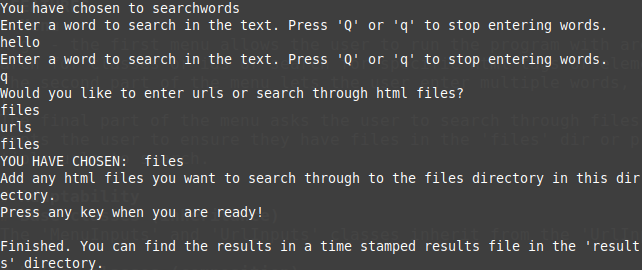 You have chosen to searchwords
Enter a word to search in the text. Press 'Q' or 'q' to stop entering words.
hello
Enter a word to search in the text. Press 'Q' or 'q' to stop entering words.
q
Would you like to enter urls or search through html files?
files
urls
files
YOU HAVE CHOSEN:  files
Add any html files you want to search through to the files directory in this dir
ectory.
Press any key when you are ready!

Finished. You can find the results in a time stamped results file in the 'result
s' directory.